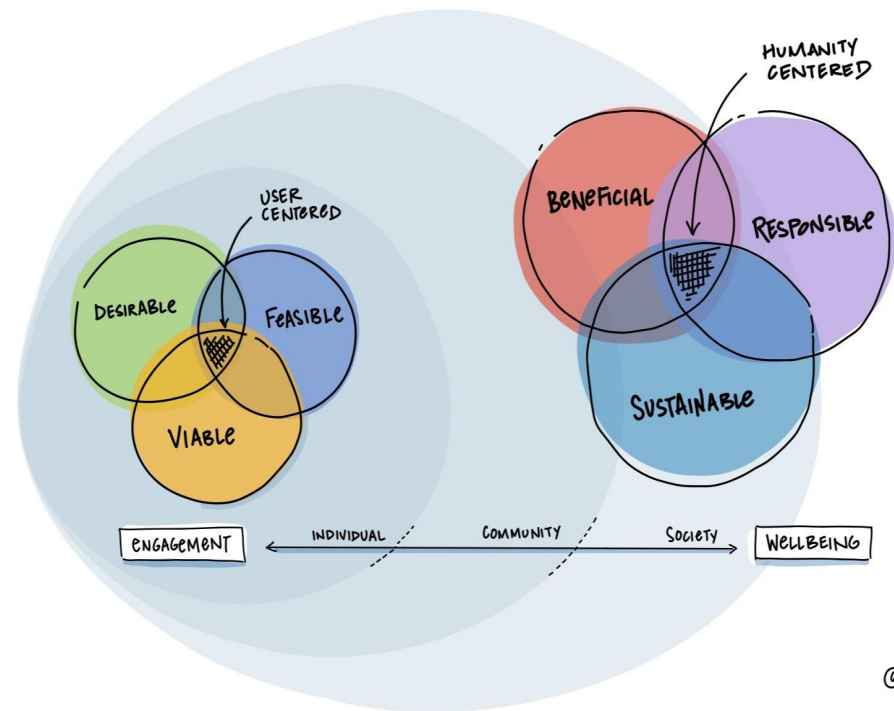 HUMANITY
CENTERED
BENEFICIAL
RESPONSIBLE
SUSTAINABLE
USER
CENTERED
DESIRABLE
FEASIBLE
VIABLE
ENGAGEMENT
INDIVIDUAL
COMMUNITY
SOCIETY
WELLBEING